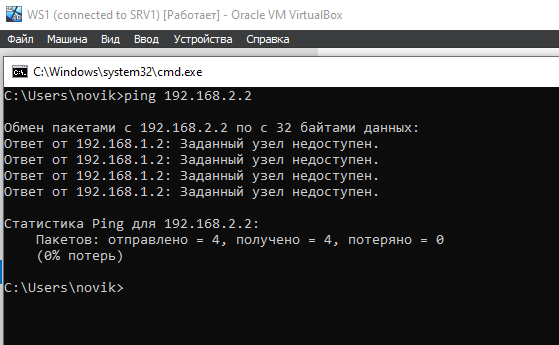 WS1 (connected to SRV1) [Работает] - Oracle VM VirtualBox
Файл Машина Вид Ввод Устройства Справка
C:\Windows\system32\cmd.exe
C:\Users\novik>ping 192.168.2.2
Обмен пакетами с 192.168.2.2 по с 32 байтами данных:
Ответ от 192.168.1.2: Заданный узел недоступен.
Ответ от 192.168.1.2: Заданный узел недоступен.
Ответ от 192.168.1.2: Заданный узел недоступен.
Ответ от 192.168.1.2: Заданный узел недоступен.
Статистика Ping для 192.168.2.2:
Пакетов: отправлено = 4, получено = 4, потеряно = 0
(0% потерь)
C:\Users\novik>